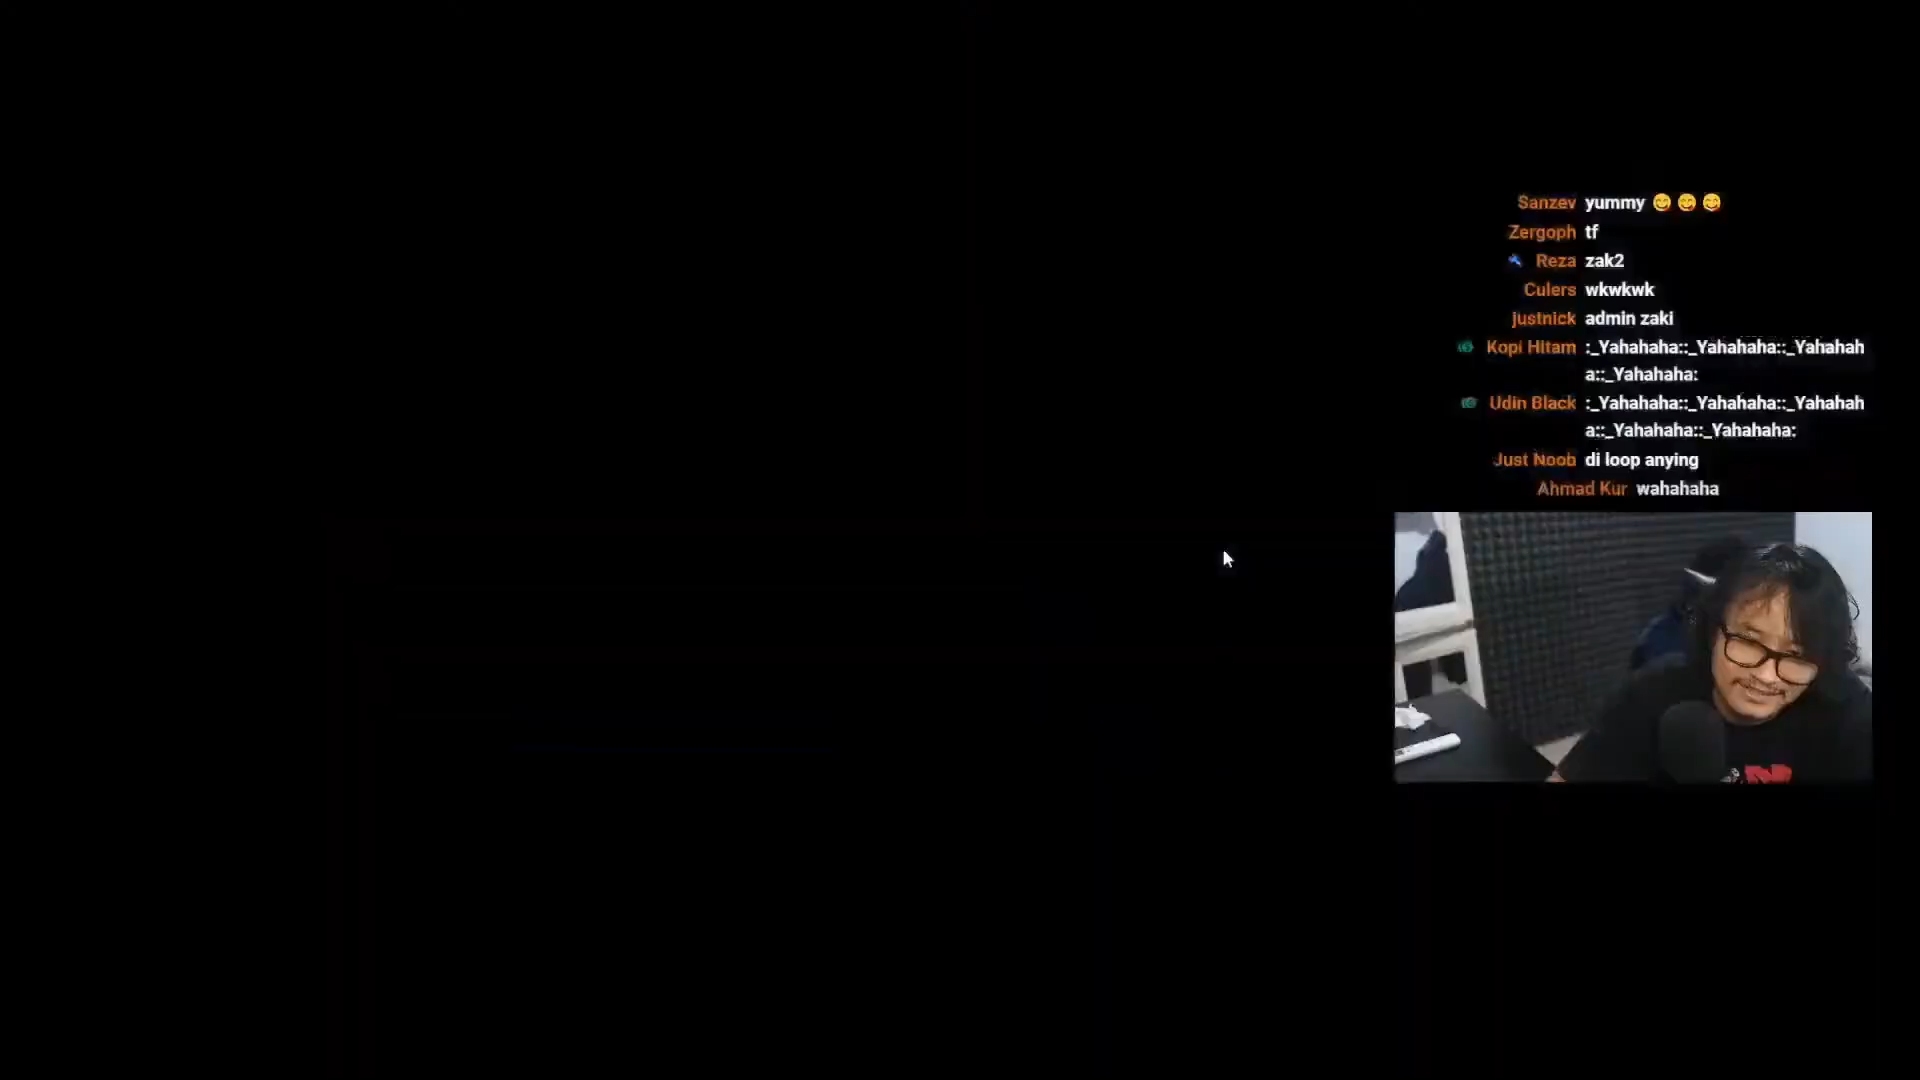 Sanzev yummy 😋 😋 😋
Zergoph tf
Reza zak2
Culers wkwkwk
justnick admin zaki
Kopi Hitam :_Yahahaha::_Yahahaha::_Yahahah
a::_Yahahaha:
Udin Black :_Yahahaha::_Yahahaha::_Yahahah
a::_Yahahaha::_Yahahaha:
Just Noob di loop anying
Ahmad Kur wahahaha